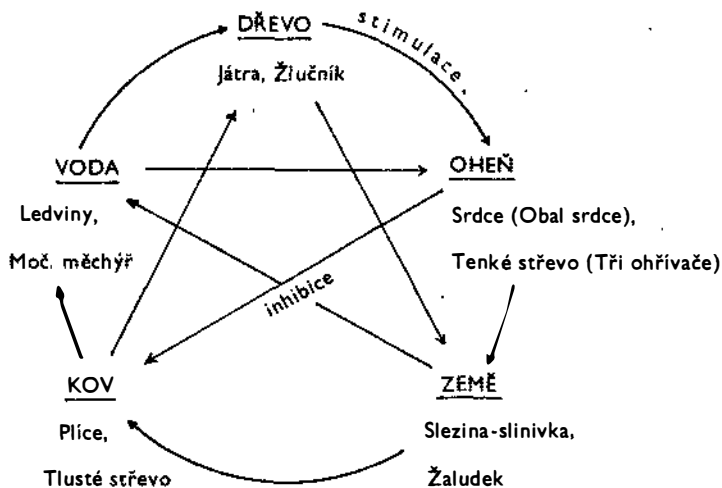 DŘEVO
stimulace.
Játra, Žlučník
VODA
OHEŇ
Ledviny,
Srdce (Obal srdce),
Moč. měchýř
Tenké střevo (Tři ohřívače)
inhibice
KOV
ZEMĚ
Plíce,
Slezina-slinivka,
Tlusté střevo
Žaludek